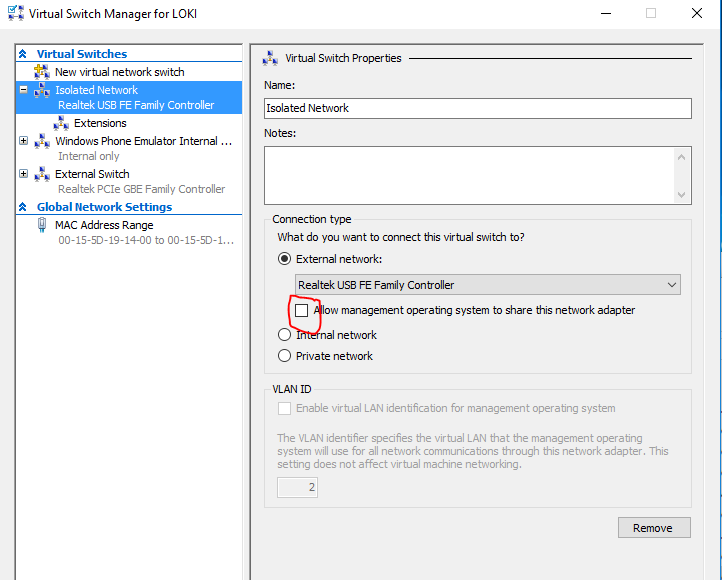 Virtual Switch Manager for LOKI
Virtual Switches
New virtual network switch
Isolated Network
Realtek USB FE Family Controller
Extensions
Windows Phone Emulator Internal ...
Internal only
External Switch
Realtek PCIe GBE Family Controller
Global Network Settings
MAC Address Range
00-15-5D-19-14-00 to 00-15-5D-1...
Virtual Switch Properties
Name:
Isolated Network
Notes:
Connection type
What do you want to connect this virtual switch to?
External network:
Realtek USB FE Family Controller
Allow management operating system to share this network adapter
Internal network
Private network
VLAN ID
Enable virtual LAN identification for management operating system
The VLAN identifier specifies the virtual LAN that the management operating
system will use for all network communications through this network adapter. This
setting does not affect virtual machine networking.
2
Remove